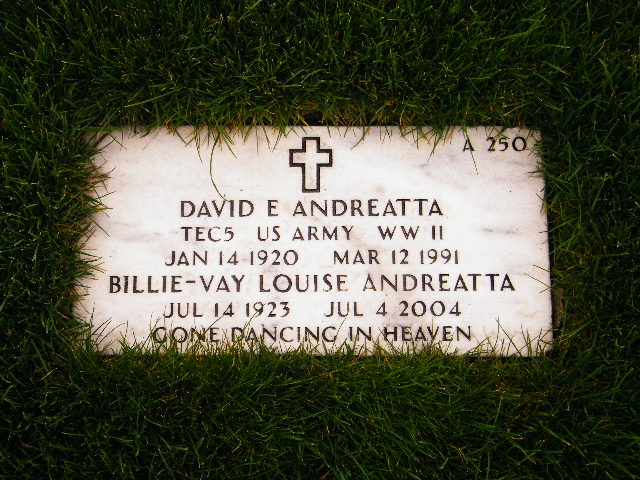 A 250
DAVID E ANDREATTA
TEC5 US ARMY WW II
JAN 14 1920 MAR 12 1991
BILLIE-VAY LOUISE ANDREATTA
JUL 14 1923 JUL 4 2004
GONE DANCING IN HEAVEN